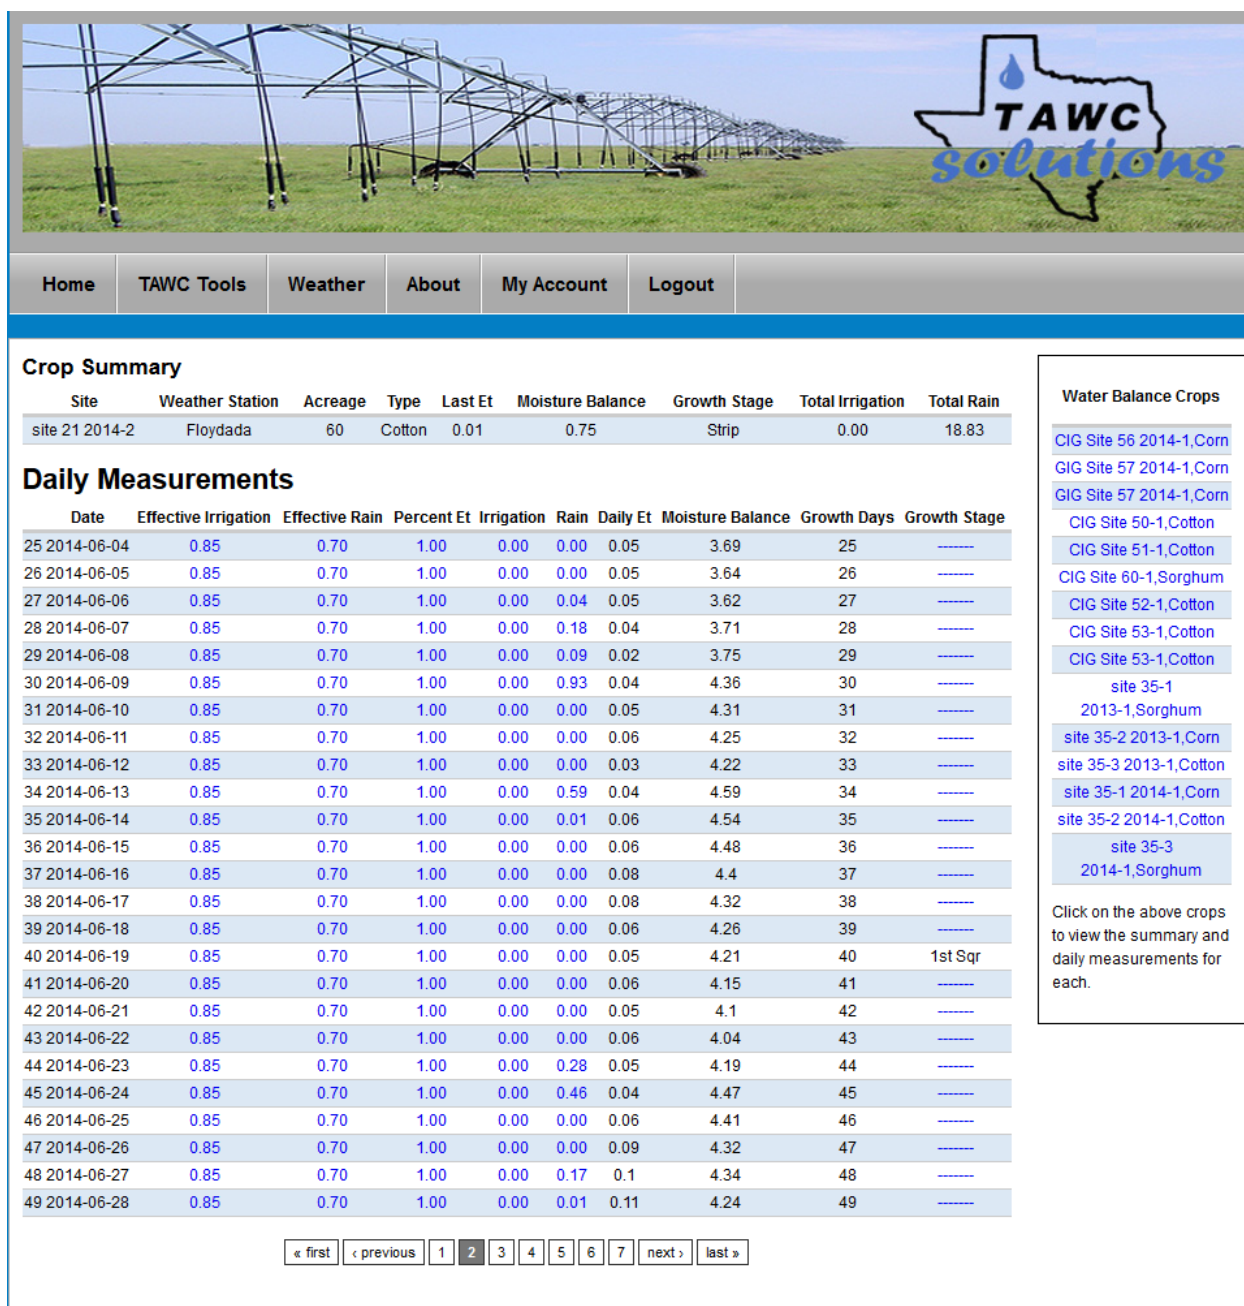 TAWC
solutions
Home TAWC Tools Weather About My Account Logout
Crop Summary
Site Weather Station Acreage Type Last Et Moisture Balance Growth Stage Total Irrigation Total Rain
site 21 2014-2 Floydada 60 Cotton 0.01 0.75 Strip 0.00 18.83
Daily Measurements
Date Effective Irrigation Effective Rain Percent Et Irrigation Rain Daily Et Moisture Balance Growth Days Growth Stage
25 2014-06-04 0.85 0.70 1.00 0.00 0.00 0.05 3.69 25 -------
26 2014-06-05 0.85 0.70 1.00 0.00 0.00 0.05 3.64 26 -------
27 2014-06-06 0.85 0.70 1.00 0.00 0.04 0.05 3.62 27 -------
28 2014-06-07 0.85 0.70 1.00 0.00 0.18 0.04 3.71 28 -------
29 2014-06-08 0.85 0.70 1.00 0.00 0.09 0.02 3.75 29 -------
30 2014-06-09 0.85 0.70 1.00 0.00 0.93 0.04 4.36 30 -------
31 2014-06-10 0.85 0.70 1.00 0.00 0.00 0.05 4.31 31 -------
32 2014-06-11 0.85 0.70 1.00 0.00 0.00 0.06 4.25 32 -------
33 2014-06-12 0.85 0.70 1.00 0.00 0.00 0.03 4.22 33 -------
34 2014-06-13 0.85 0.70 1.00 0.00 0.59 0.04 4.59 34 -------
35 2014-06-14 0.85 0.70 1.00 0.00 0.01 0.06 4.54 35 -------
36 2014-06-15 0.85 0.70 1.00 0.00 0.00 0.06 4.48 36 -------
37 2014-06-16 0.85 0.70 1.00 0.00 0.00 0.08 4.4 37 -------
38 2014-06-17 0.85 0.70 1.00 0.00 0.00 0.08 4.32 38 -------
39 2014-06-18 0.85 0.70 1.00 0.00 0.00 0.06 4.26 39 -------
40 2014-06-19 0.85 0.70 1.00 0.00 0.00 0.05 4.21 40 1st Sqr
41 2014-06-20 0.85 0.70 1.00 0.00 0.00 0.06 4.15 41 -------
42 2014-06-21 0.85 0.70 1.00 0.00 0.00 0.05 4.1 42 -------
43 2014-06-22 0.85 0.70 1.00 0.00 0.00 0.06 4.04 43 -------
44 2014-06-23 0.85 0.70 1.00 0.00 0.28 0.05 4.19 44 -------
45 2014-06-24 0.85 0.70 1.00 0.00 0.46 0.04 4.47 45 -------
46 2014-06-25 0.85 0.70 1.00 0.00 0.00 0.06 4.41 46 -------
47 2014-06-26 0.85 0.70 1.00 0.00 0.00 0.09 4.32 47 -------
48 2014-06-27 0.85 0.70 1.00 0.00 0.17 0.1 4.34 48 -------
49 2014-06-28 0.85 0.70 1.00 0.00 0.01 0.11 4.24 49 -------
« first ‹ previous 1 2 3 4 5 6 7 next › last »
Water Balance Crops
CIG Site 56 2014-1,Corn
GIG Site 57 2014-1,Corn
GIG Site 57 2014-1,Corn
CIG Site 50-1,Cotton
CIG Site 51-1,Cotton
CIG Site 60-1,Sorghum
CIG Site 52-1,Cotton
CIG Site 53-1,Cotton
CIG Site 53-1,Cotton
site 35-1
2013-1,Sorghum
site 35-2 2013-1,Corn
site 35-3 2013-1,Cotton
site 35-1 2014-1,Corn
site 35-2 2014-1,Cotton
site 35-3
2014-1,Sorghum
Click on the above crops
to view the summary and
daily measurements for
each.